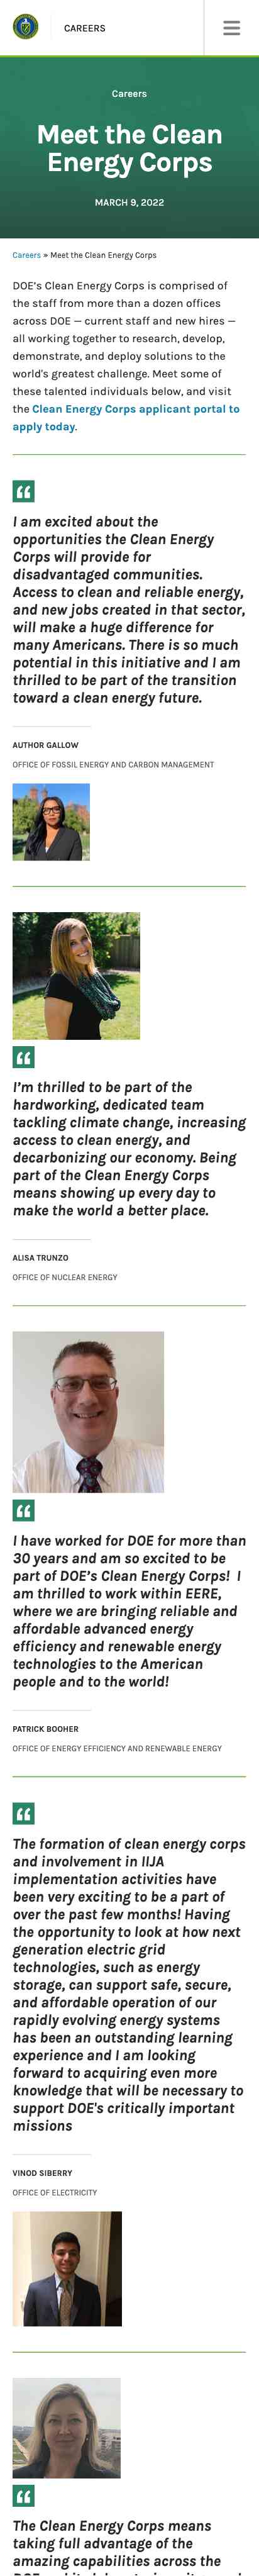 CAREERS
Careers
Meet the Clean
Energy Corps
MARCH 9, 2022
Careers » Meet the Clean Energy Corps
DOE’s Clean Energy Corps is comprised of
the staff from more than a dozen offices
across DOE — current staff and new hires —
all working together to research, develop,
demonstrate, and deploy solutions to the
world's greatest challenge. Meet some of
these talented individuals below, and visit
the Clean Energy Corps applicant portal to
apply today.
“
I am excited about the
opportunities the Clean Energy
Corps will provide for
disadvantaged communities.
Access to clean and reliable energy,
and new jobs created in that sector,
will make a huge difference for
many Americans. There is so much
potential in this initiative and I am
thrilled to be part of the transition
toward a clean energy future.
AUTHOR GALLOW
OFFICE OF FOSSIL ENERGY AND CARBON MANAGEMENT
“
I’m thrilled to be part of the
hardworking, dedicated team
tackling climate change, increasing
access to clean energy, and
decarbonizing our economy. Being
part of the Clean Energy Corps
means showing up every day to
make the world a better place.
ALISA TRUNZO
OFFICE OF NUCLEAR ENERGY
“
I have worked for DOE for more than
30 years and am so excited to be
part of DOE’s Clean Energy Corps!  I
am thrilled to work within EERE,
where we are bringing reliable and
affordable advanced energy
efficiency and renewable energy
technologies to the American
people and to the world!
PATRICK BOOHER
OFFICE OF ENERGY EFFICIENCY AND RENEWABLE ENERGY
“
The formation of clean energy corps
and involvement in IIJA
implementation activities have
been very exciting to be a part of
over the past few months! Having
the opportunity to look at how next
generation electric grid
technologies, such as energy
storage, can support safe, secure,
and affordable operation of our
rapidly evolving energy systems
has been an outstanding learning
experience and I am looking
forward to acquiring even more
knowledge that will be necessary to
support DOE's critically important
missions
VINOD SIBERRY
OFFICE OF ELECTRICITY
“
The Clean Energy Corps means
taking full advantage of the
amazing capabilities across the